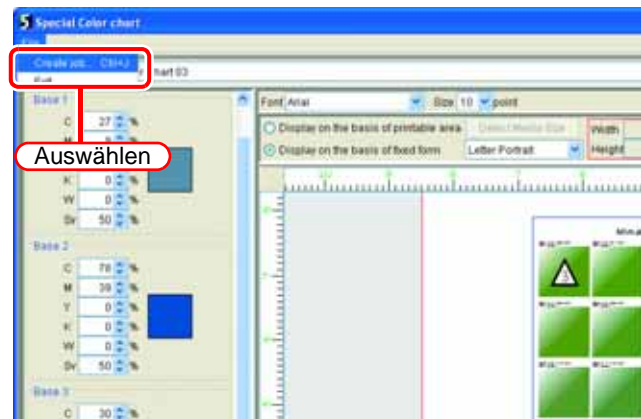 Special Color chart
File
Create job... Ctrl+J
Exit
chart 03
Base 1
C 27 %
M
Auswählen
K 0 %
W 0 %
Sv 50 %
Base 2
C 78 %
M 39 %
Y 0 %
K 0 %
W 0 %
Sv 50 %
Base 3
C 30 %
Font Arial Size 10 point
Display on the basis of printable area Detect Media Size Width
Display on the basis of fixed form Letter Portrait Height